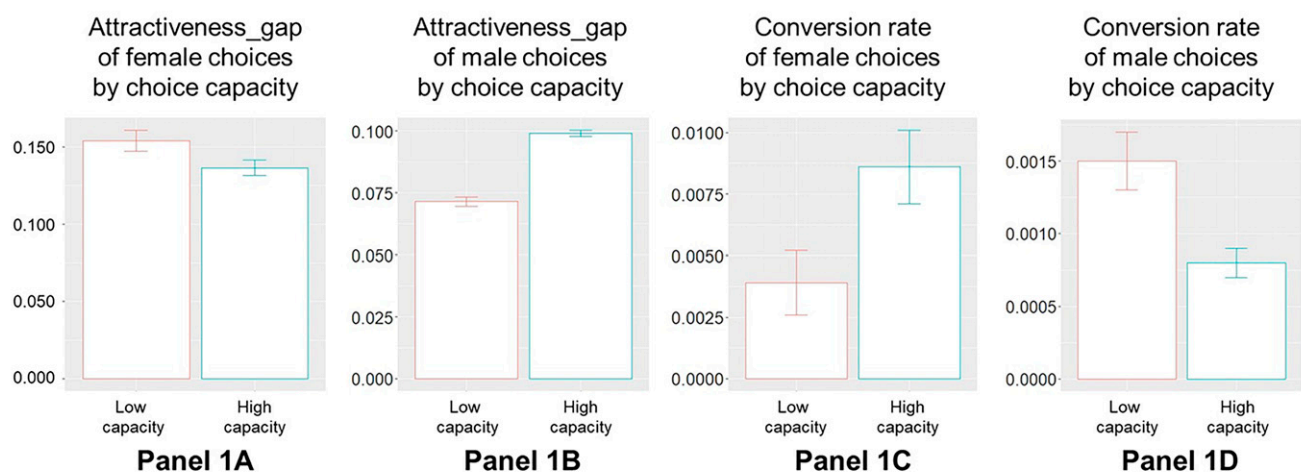 Attractiveness_gap
of female choices
by choice capacity
0.150
0.100
0.050
0.000
Low
capacity
High
capacity
Panel 1A
Attractiveness_gap
of male choices
by choice capacity
0.100
0.075
0.050
0.025
0.000
Low
capacity
High
capacity
Panel 1B
Conversion rate
of female choices
by choice capacity
0.0100
0.0075
0.0050
0.0025
0.0000
Low
capacity
High
capacity
Panel 1C
Conversion rate
of male choices
by choice capacity
0.0015
0.0010
0.0005
0.0000
Low
capacity
High
capacity
Panel 1D